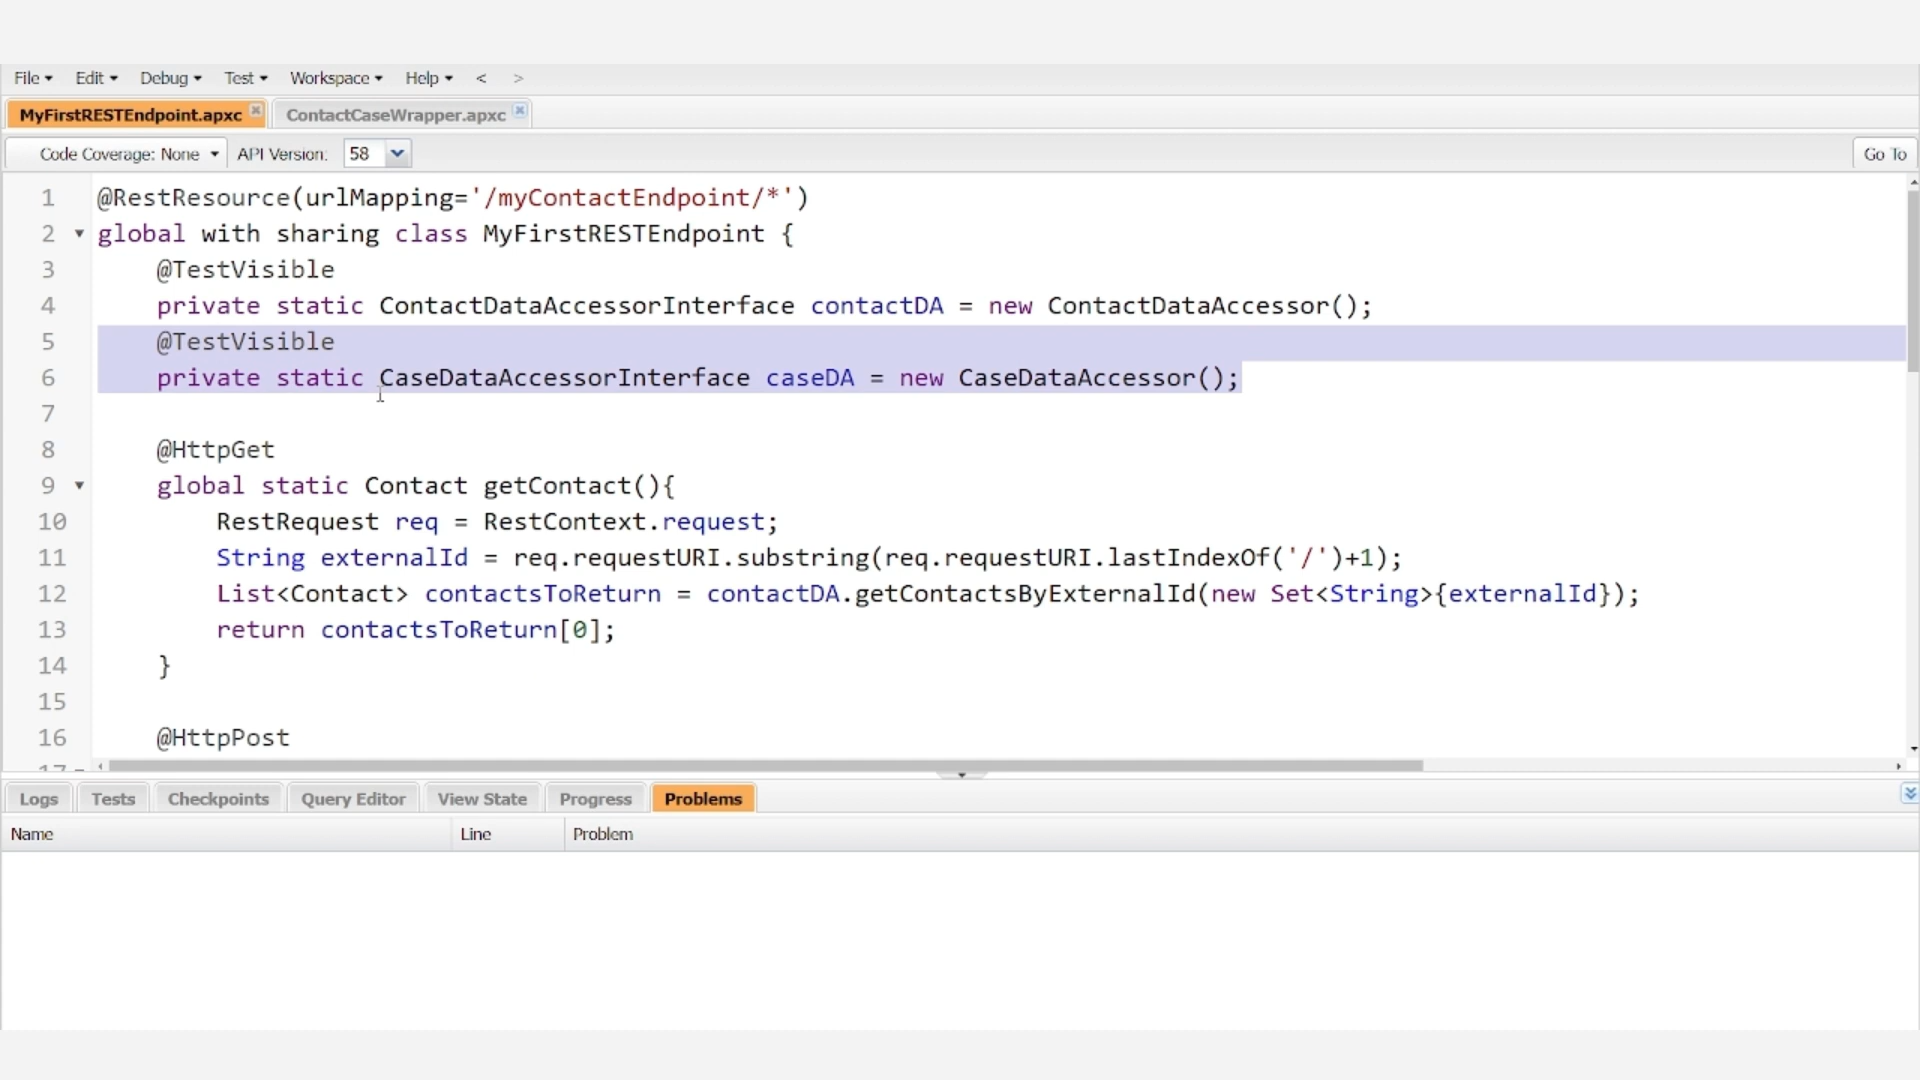 File Edit Debug Test Workspace Help < >
MyFirstRESTEndpoint.apxc ContactCaseWrapper.apxc
Code Coverage: None API Version: 58 Go To
1 @RestResource(urlMapping='/myContactEndpoint/*')
2 global with sharing class MyFirstRESTEndpoint {
3 @TestVisible
4 private static ContactDataAccessorInterface contactDA = new ContactDataAccessor();
5 @TestVisible
6 private static CaseDataAccessorInterface caseDA = new CaseDataAccessor();
7
8 @HttpGet
9 global static Contact getContact(){
10 RestRequest req = RestContext.request;
11 String externalId = req.requestURI.substring(req.requestURI.lastIndexOf('/')+1);
12 List<Contact> contactsToReturn = contactDA.getContactsByExternalId(new Set<String>{externalId});
13 return contactsToReturn[0];
14 }
15
16 @HttpPost
17
Logs Tests Checkpoints Query Editor View State Progress Problems
Name Line Problem